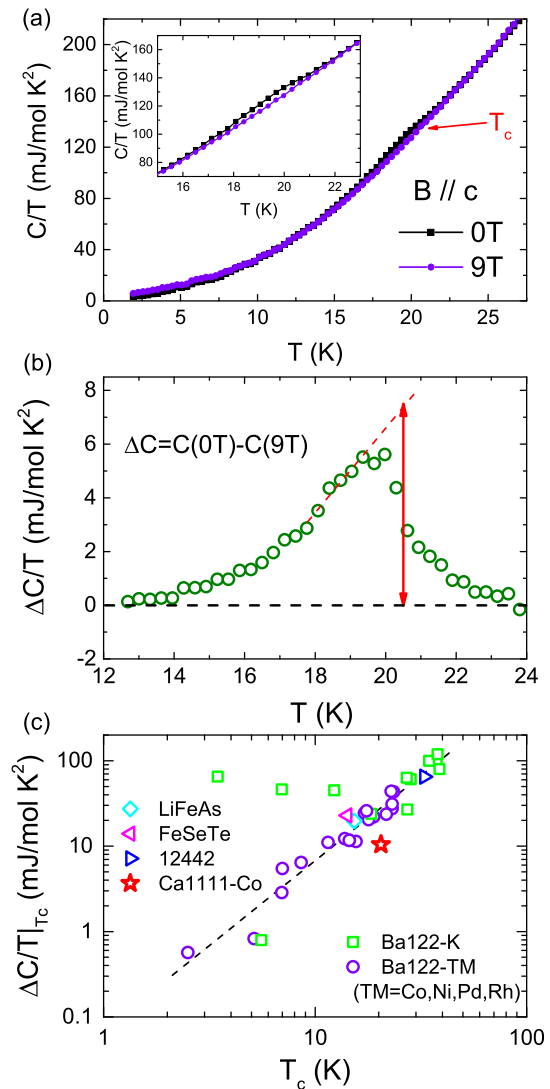 (a)
C/T (mJ/mol K²)
220
200
160
120
80
40
0
0 5 10 15 20 25
T (K)
C/T (mJ/mol K²)
160
140
120
100
80
16 18 20 22
T (K)
T_c
B // c
0T
9T
(b)
ΔC/T (mJ/mol K²)
8
6
4
2
0
-2
12 14 16 18 20 22 24
T (K)
ΔC=C(0T)-C(9T)
(c)
ΔC/T|_Tc (mJ/mol K²)
100
10
1
0.1
1 10 100
T_c (K)
LiFeAs
FeSeTe
12442
Ca1111-Co
Ba122-K
Ba122-TM
(TM=Co,Ni,Pd,Rh)